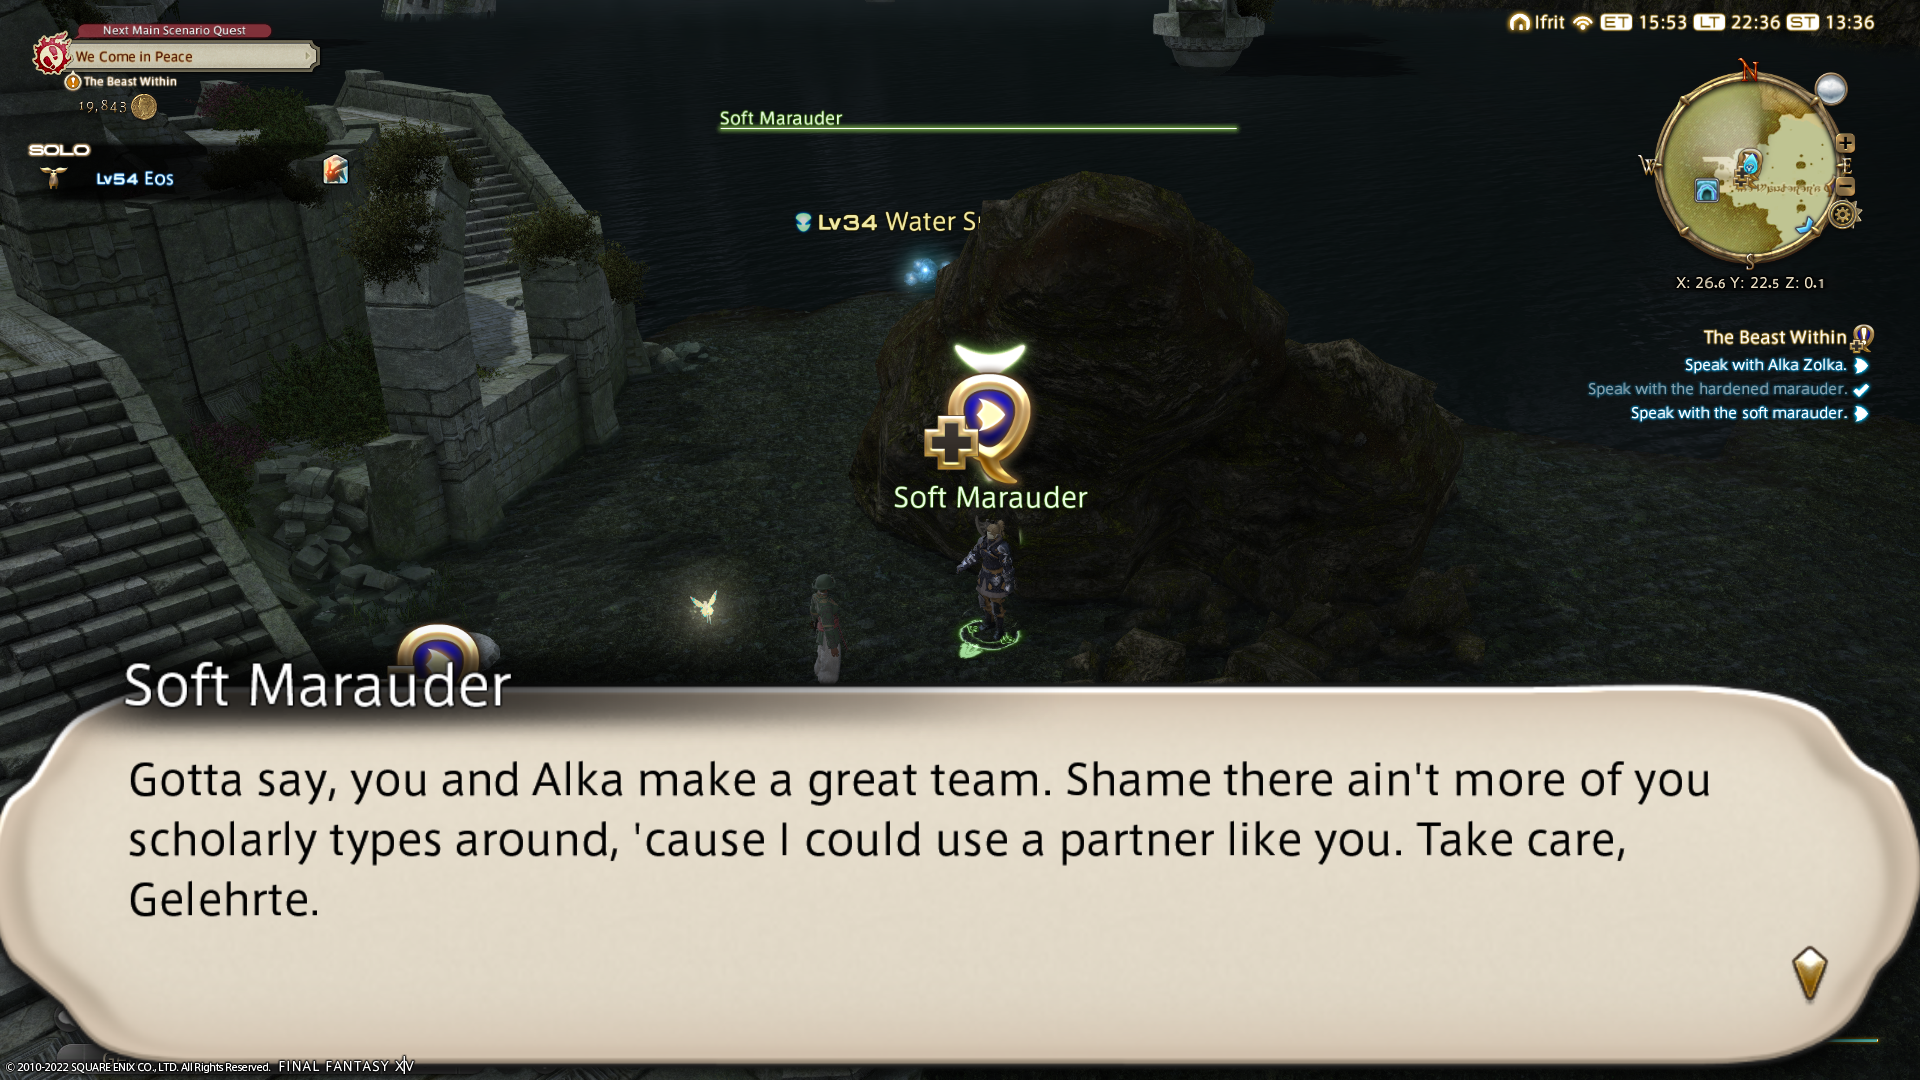 Next Main Scenario Quest
We Come in Peace
The Beast Within
19,843
SOLO
Lv54 Eos
Ifrit ET 15:53 LT 22:36 ST 13:36
N
W
E
S
X: 26.6 Y: 22.5 Z: 0.1
The Beast Within
Speak with Alka Zolka.
Speak with the hardened marauder.
Speak with the soft marauder.
Soft Marauder
Lv34 Water S
Soft Marauder
Soft Marauder
Gotta say, you and Alka make a great team. Shame there ain't more of you
scholarly types around, 'cause I could use a partner like you. Take care,
Gelehrte.
© 2010-2022 SQUARE ENIX CO., LTD. All Rights Reserved. FINAL FANTASY XIV